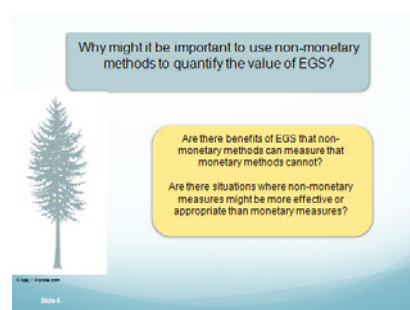 Why might it be important to use non-monetary
methods to quantify the value of EGS?
Are there benefits of EGS that non-
monetary methods can measure that
monetary methods cannot?
Are there situations where non-monetary
measures might be more effective or
appropriate than monetary measures?
Slide 6